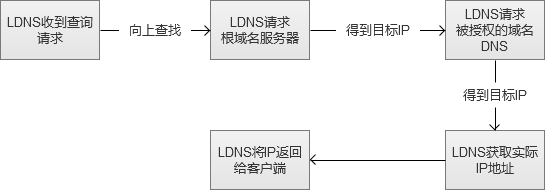 LDNS收到查询
请求
向上查找
LDNS请求
根域名服务器
得到目标IP
LDNS请求
被授权的域名
DNS
得到目标IP
LDNS获取实际
IP地址
LDNS将IP返回
给客户端